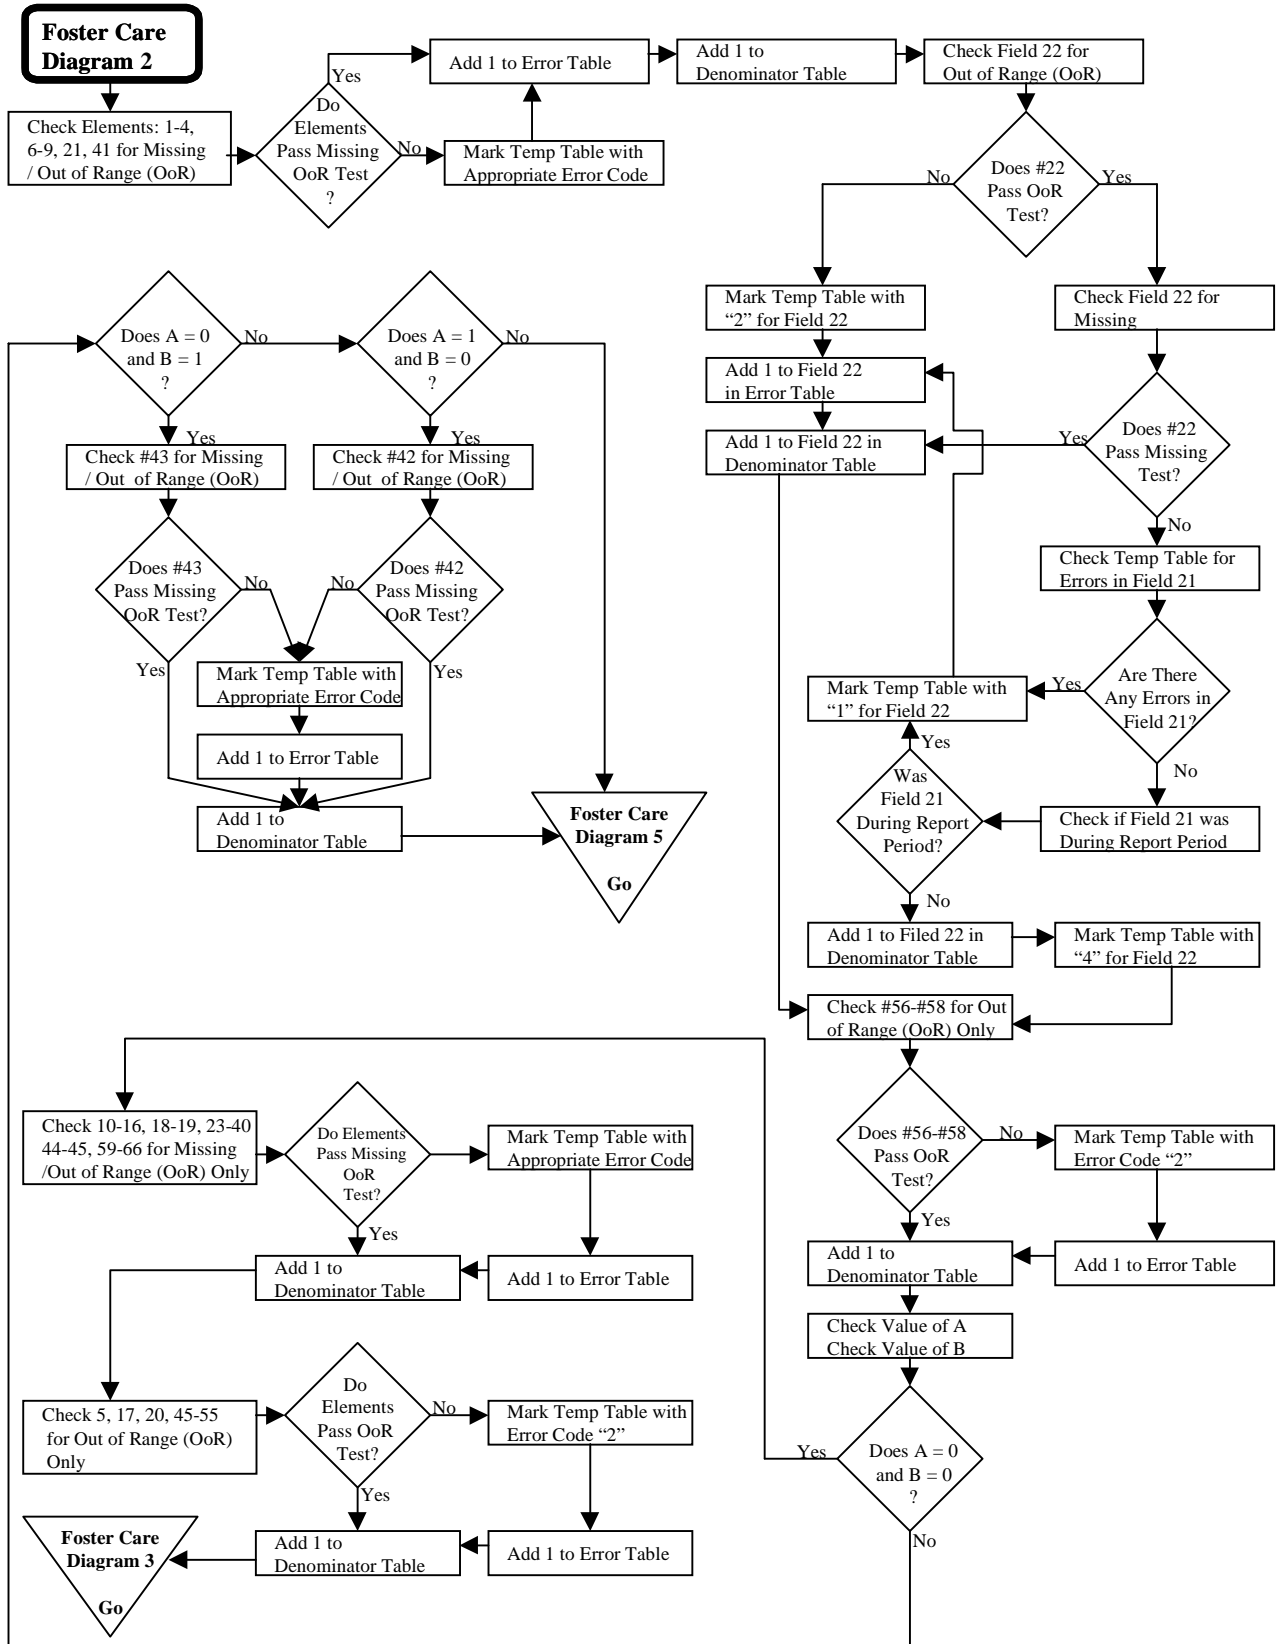 Foster Care
Diagram 2
Check Elements: 1-4,
6-9, 21, 41 for Missing
/ Out of Range (OoR)
Do
Elements
Pass Missing
OoR Test
?
Yes
No
Add 1 to Error Table
Mark Temp Table with
Appropriate Error Code
Add 1 to
Denominator Table
Check Field 22 for
Out of Range (OoR)
Does #22
Pass OoR
Test?
No
Yes
Mark Temp Table with
“2” for Field 22
Add 1 to Field 22
in Error Table
Add 1 to Field 22 in
Denominator Table
Check Field 22 for
Missing
Does #22
Pass Missing
Test?
Yes
No
Check Temp Table for
Errors in Field 21
Are There
Any Errors in
Field 21?
Yes
No
Mark Temp Table with
“1” for Field 22
Check if Field 21 was
During Report Period
Was
Field 21
During Report
Period?
Yes
No
Add 1 to Filed 22 in
Denominator Table
Mark Temp Table with
“4” for Field 22
Check #56-#58 for Out
of Range (OoR) Only
Does #56-#58
Pass OoR
Test?
No
Yes
Mark Temp Table with
Error Code “2”
Add 1 to Error Table
Add 1 to
Denominator Table
Check Value of A
Check Value of B
Does A = 0
and B = 0
?
Yes
No
Does A = 0
and B = 1
?
No
Yes
Does A = 1
and B = 0
?
No
Yes
Check #43 for Missing
/ Out of Range (OoR)
Check #42 for Missing
/ Out of Range (OoR)
Does #43
Pass Missing
OoR Test?
No
Yes
Does #42
Pass Missing
OoR Test?
No
Yes
Mark Temp Table with
Appropriate Error Code
Add 1 to Error Table
Add 1 to
Denominator Table
Foster Care
Diagram 5
Go
Check 10-16, 18-19, 23-40
44-45, 59-66 for Missing
/Out of Range (OoR) Only
Do Elements
Pass Missing
OoR
Test?
Yes
Mark Temp Table with
Appropriate Error Code
Add 1 to Error Table
Add 1 to
Denominator Table
Check 5, 17, 20, 45-55
for Out of Range (OoR)
Only
Do
Elements
Pass OoR
Test?
No
Yes
Mark Temp Table with
Error Code “2”
Add 1 to Error Table
Add 1 to
Denominator Table
Foster Care
Diagram 3
Go